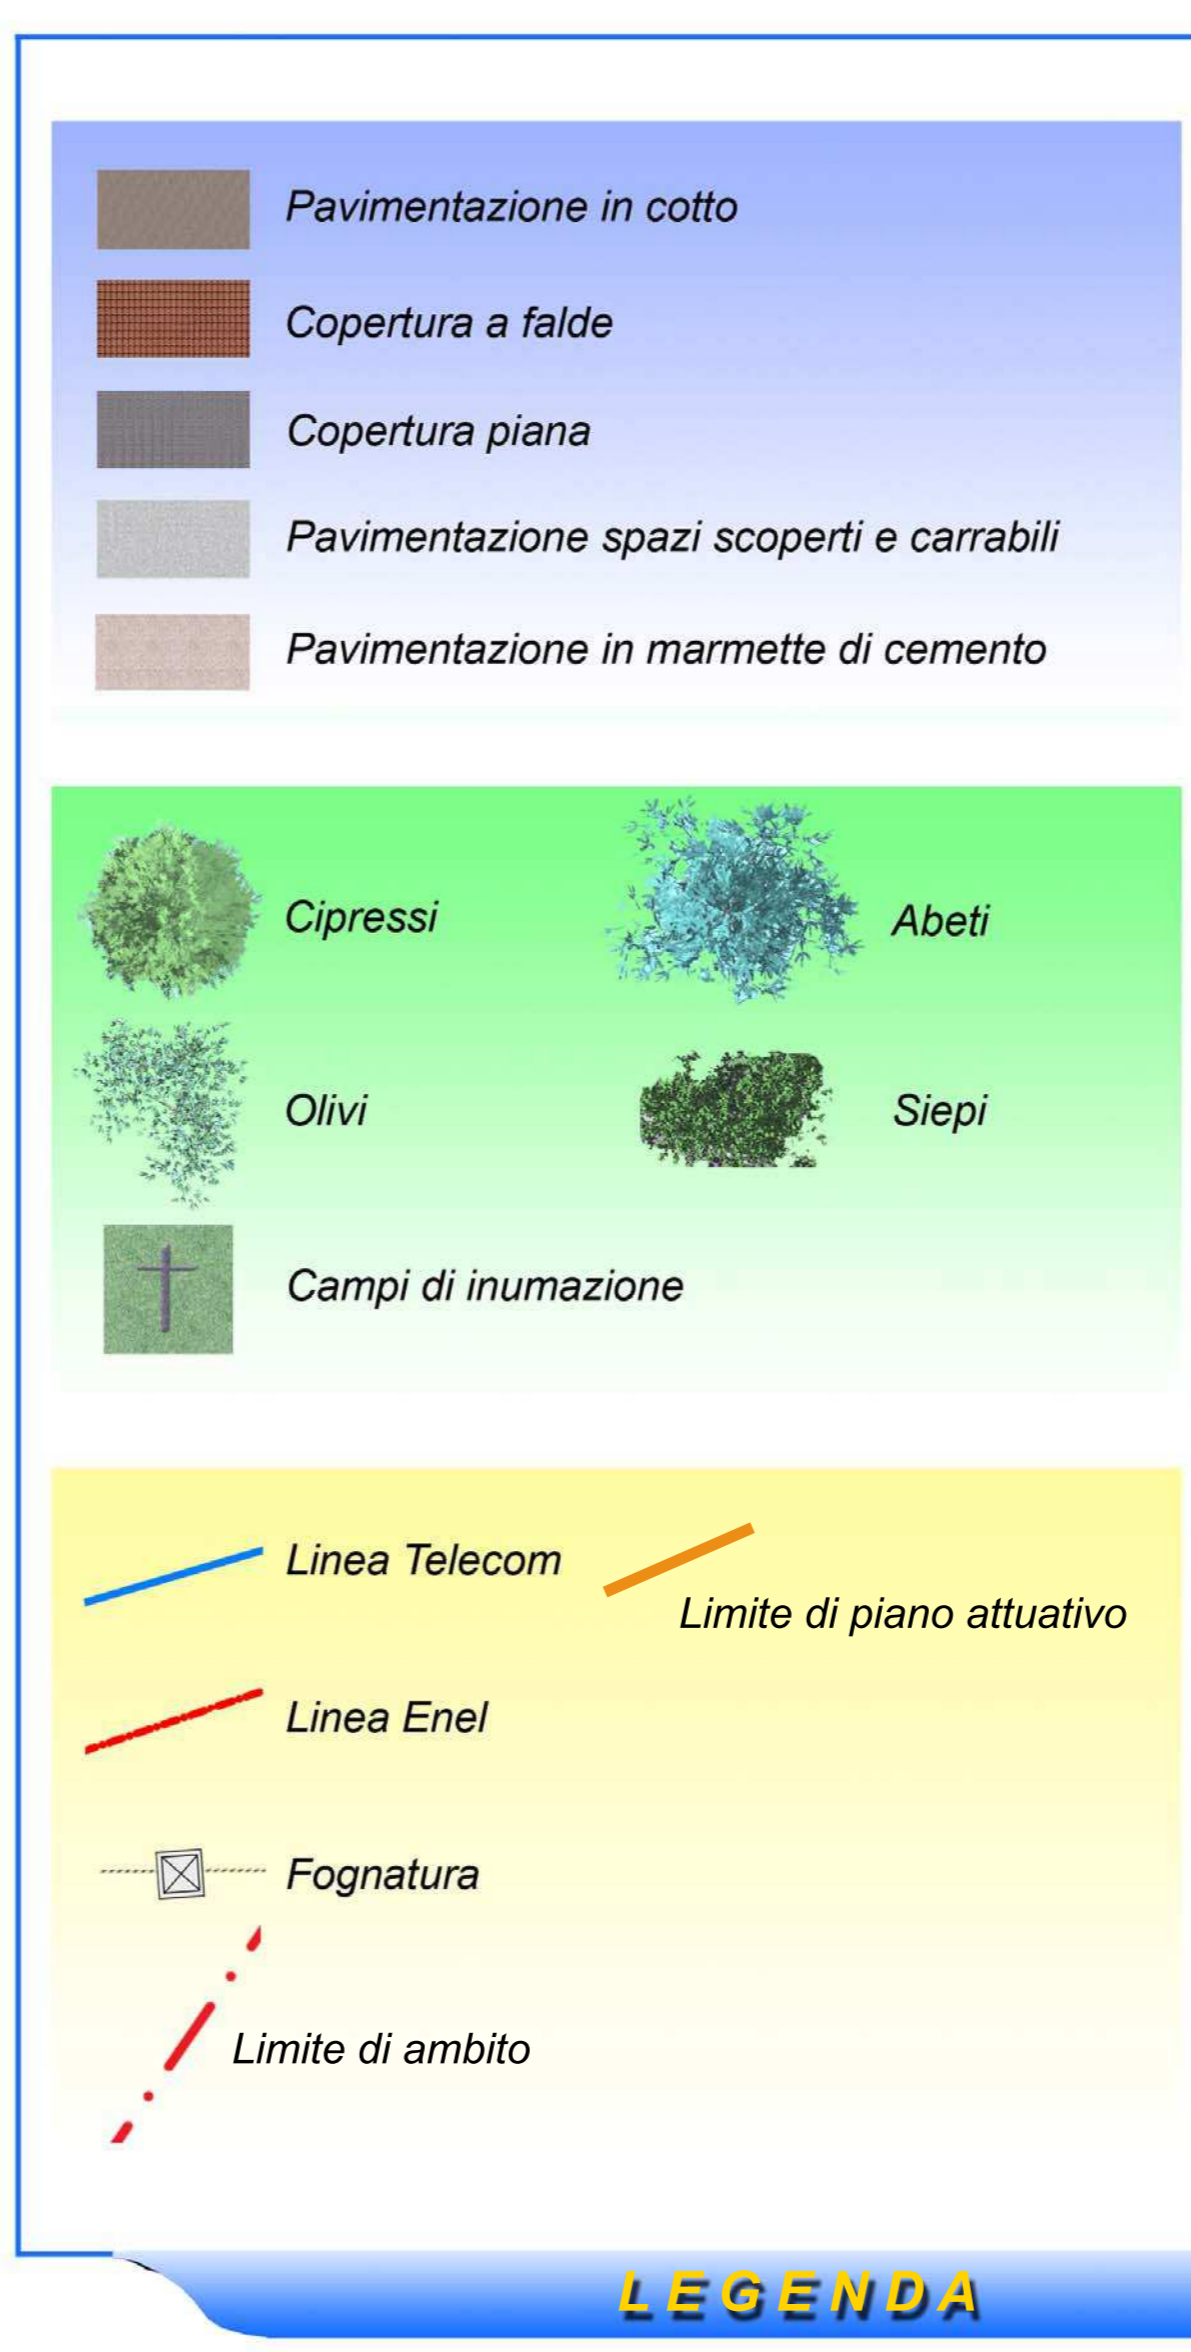 Pavimentazione in cotto
Copertura a falde
Copertura piana
Pavimentazione spazi scoperti e carrabili
Pavimentazione in marmette di cemento
Cipressi
Abeti
Olivi
Siepi
Campi di inumazione
Linea Telecom
Limite di piano attuativo
Linea Enel
Fognatura
Limite di ambito
LEGENDA